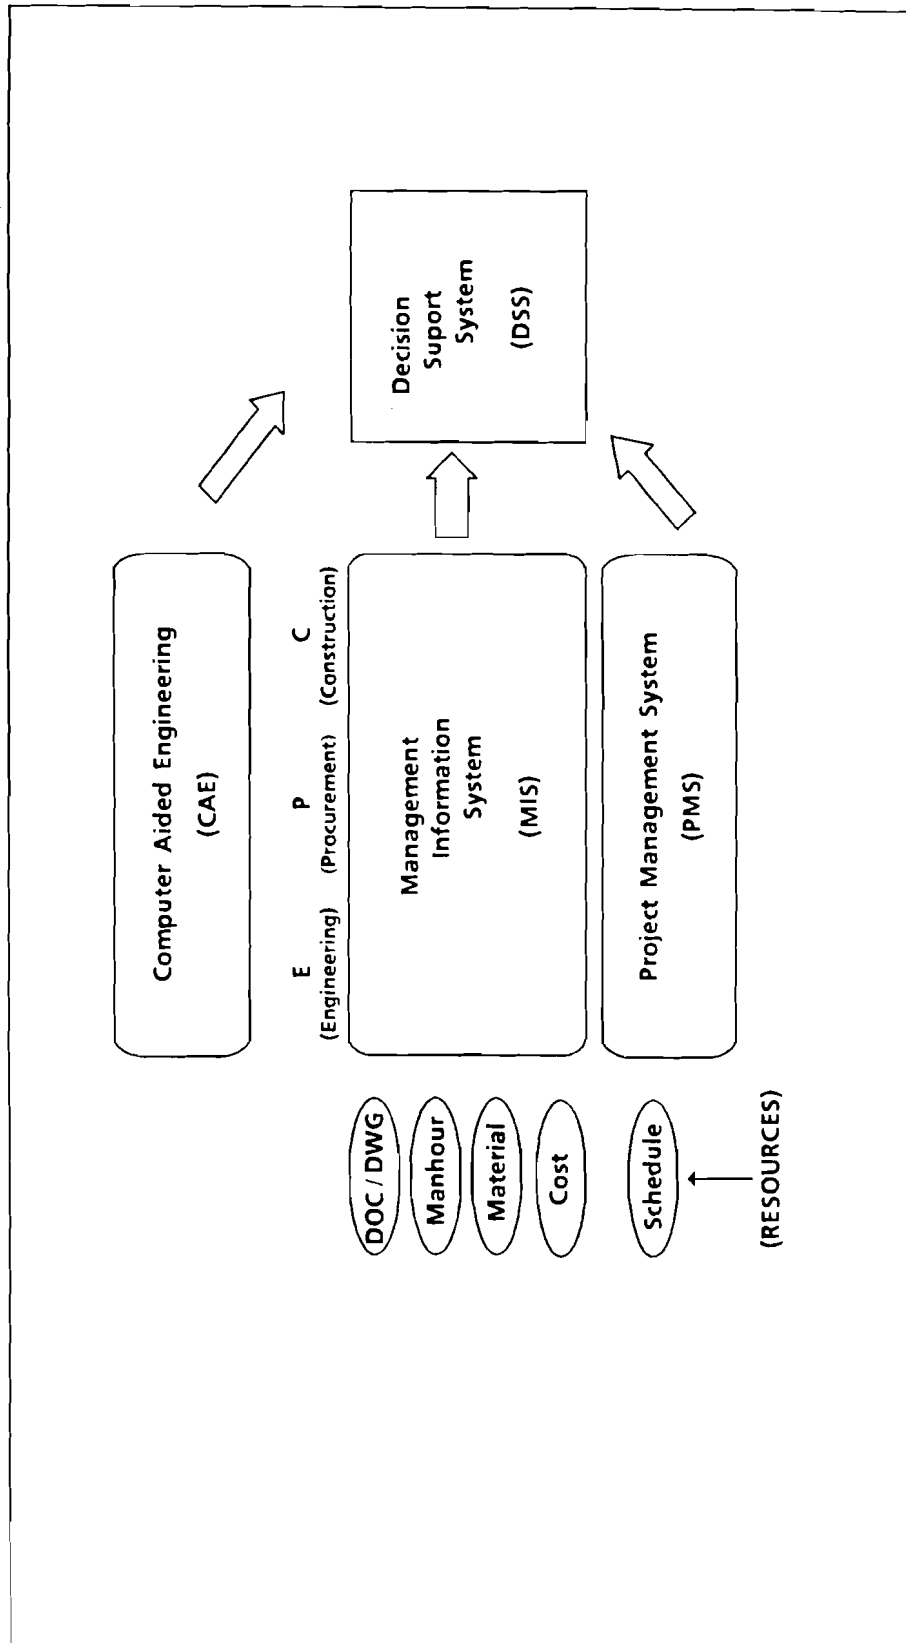 Computer Aided Engineering
(CAE)
E
(Engineering)
P
(Procurement)
C
(Construction)
DOC / DWG
Manhour
Material
Cost
Management
Information
System
(MIS)
Decision
Suport
System
(DSS)
Schedule
Project Management System
(PMS)
(RESOURCES)